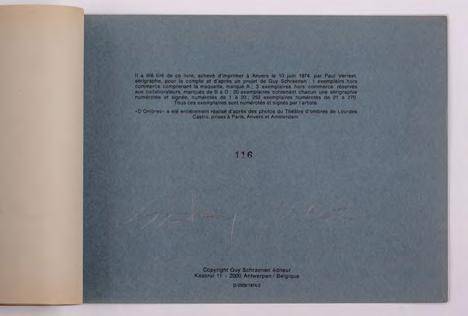 Il a été tiré de ce livre, achevé d'imprimer à Anvers le 10 juin 1974, par Paul Verrest,
sérigraphe, pour le compte et d'après un projet de Guy Schraenen : 1 exemplaire hors
commerce comprenant la maquette, marqué A ; 3 exemplaires hors commerce réservés
aux collaborateurs, marqués de B à D ; 20 exemplaires contenant chacun une sérigraphie
numérotée et signée, numérotés de 1 à 20 ; 250 exemplaires numérotés de 21 à 270.
Tous ces exemplaires sont numérotés et signés par l'artiste.
«D'Ombres» a été entièrement réalisé d'après des photos du Théâtre d'ombres de Lourdes
Castro, prises à Paris, Anvers et Amsterdam
116
Copyright Guy Schraenen éditeur
Kaasrui 11 - 2000 Antwerpen / Belgique